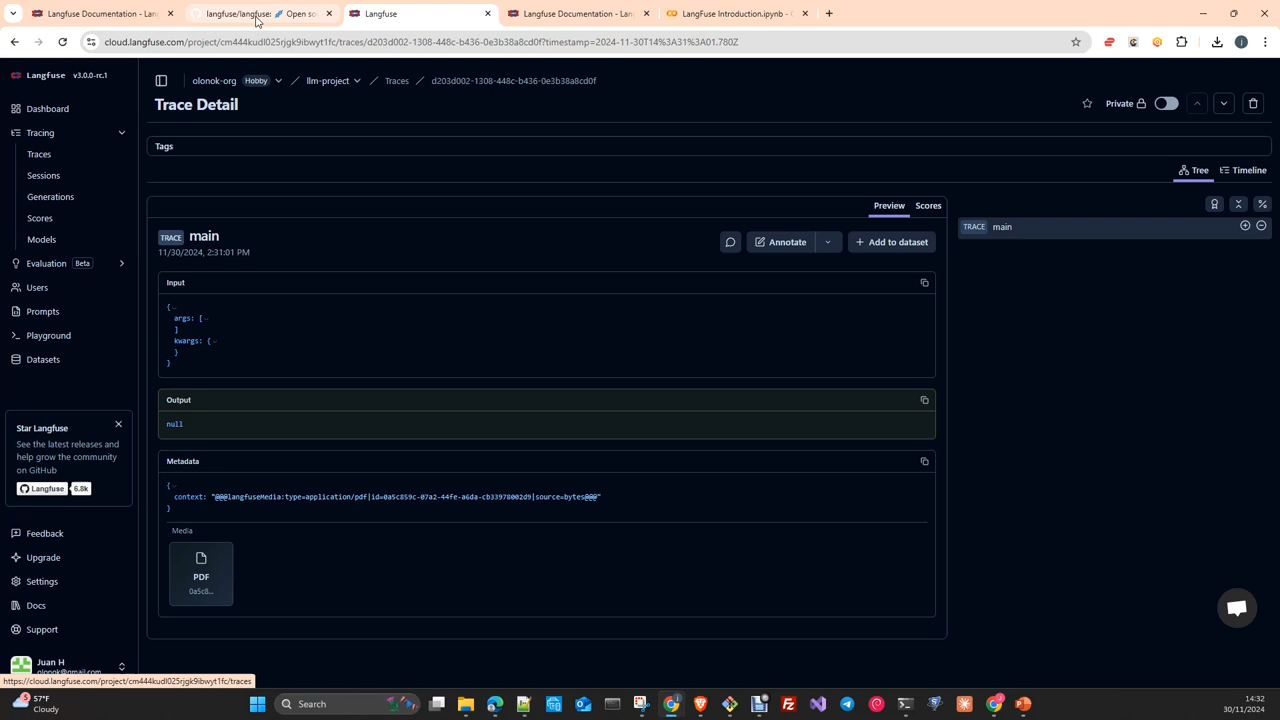 Langfuse Documentation - Lan
langfuse/langfuse: Open so
Langfuse
Langfuse Documentation - Lan
LangFuse Introduction.ipynb - C
cloud.langfuse.com/project/cm444kudl025rjgk9ibwyt1fc/traces/d203d002-1308-448c-b436-0e3b38a8cd0f?timestamp=2024-11-30T14%3A31%3A01.780Z
Langfuse v3.0.0-rc.1
olonok-org Hobby / llm-project / Traces / d203d002-1308-448c-b436-0e3b38a8cd0f
Trace Detail
Private
Dashboard
Tracing
Traces
Sessions
Generations
Scores
Models
Evaluation Beta
Users
Prompts
Playground
Datasets
Star Langfuse
See the latest releases and
help grow the community
on GitHub
Langfuse 6.8k
Feedback
Upgrade
Settings
Docs
Support
Juan H
olonok@gmail.com
Tags
Tree Timeline
Preview Scores
TRACE main
11/30/2024, 2:31:01 PM
Annotate
Add to dataset
TRACE main
Input
{
args: [
]
kwargs: {
}
}
Output
null
Metadata
{
context: "@@@langfuseMedia:type=application/pdf|id=0a5c859c-07a2-44fe-a6da-cb33978002d9|source=bytes@@@"
}
Media
PDF
0a5c8...
https://cloud.langfuse.com/project/cm444kudl025rjgk9ibwyt1fc/traces
5
57°F
Cloudy
Search
14:32
30/11/2024